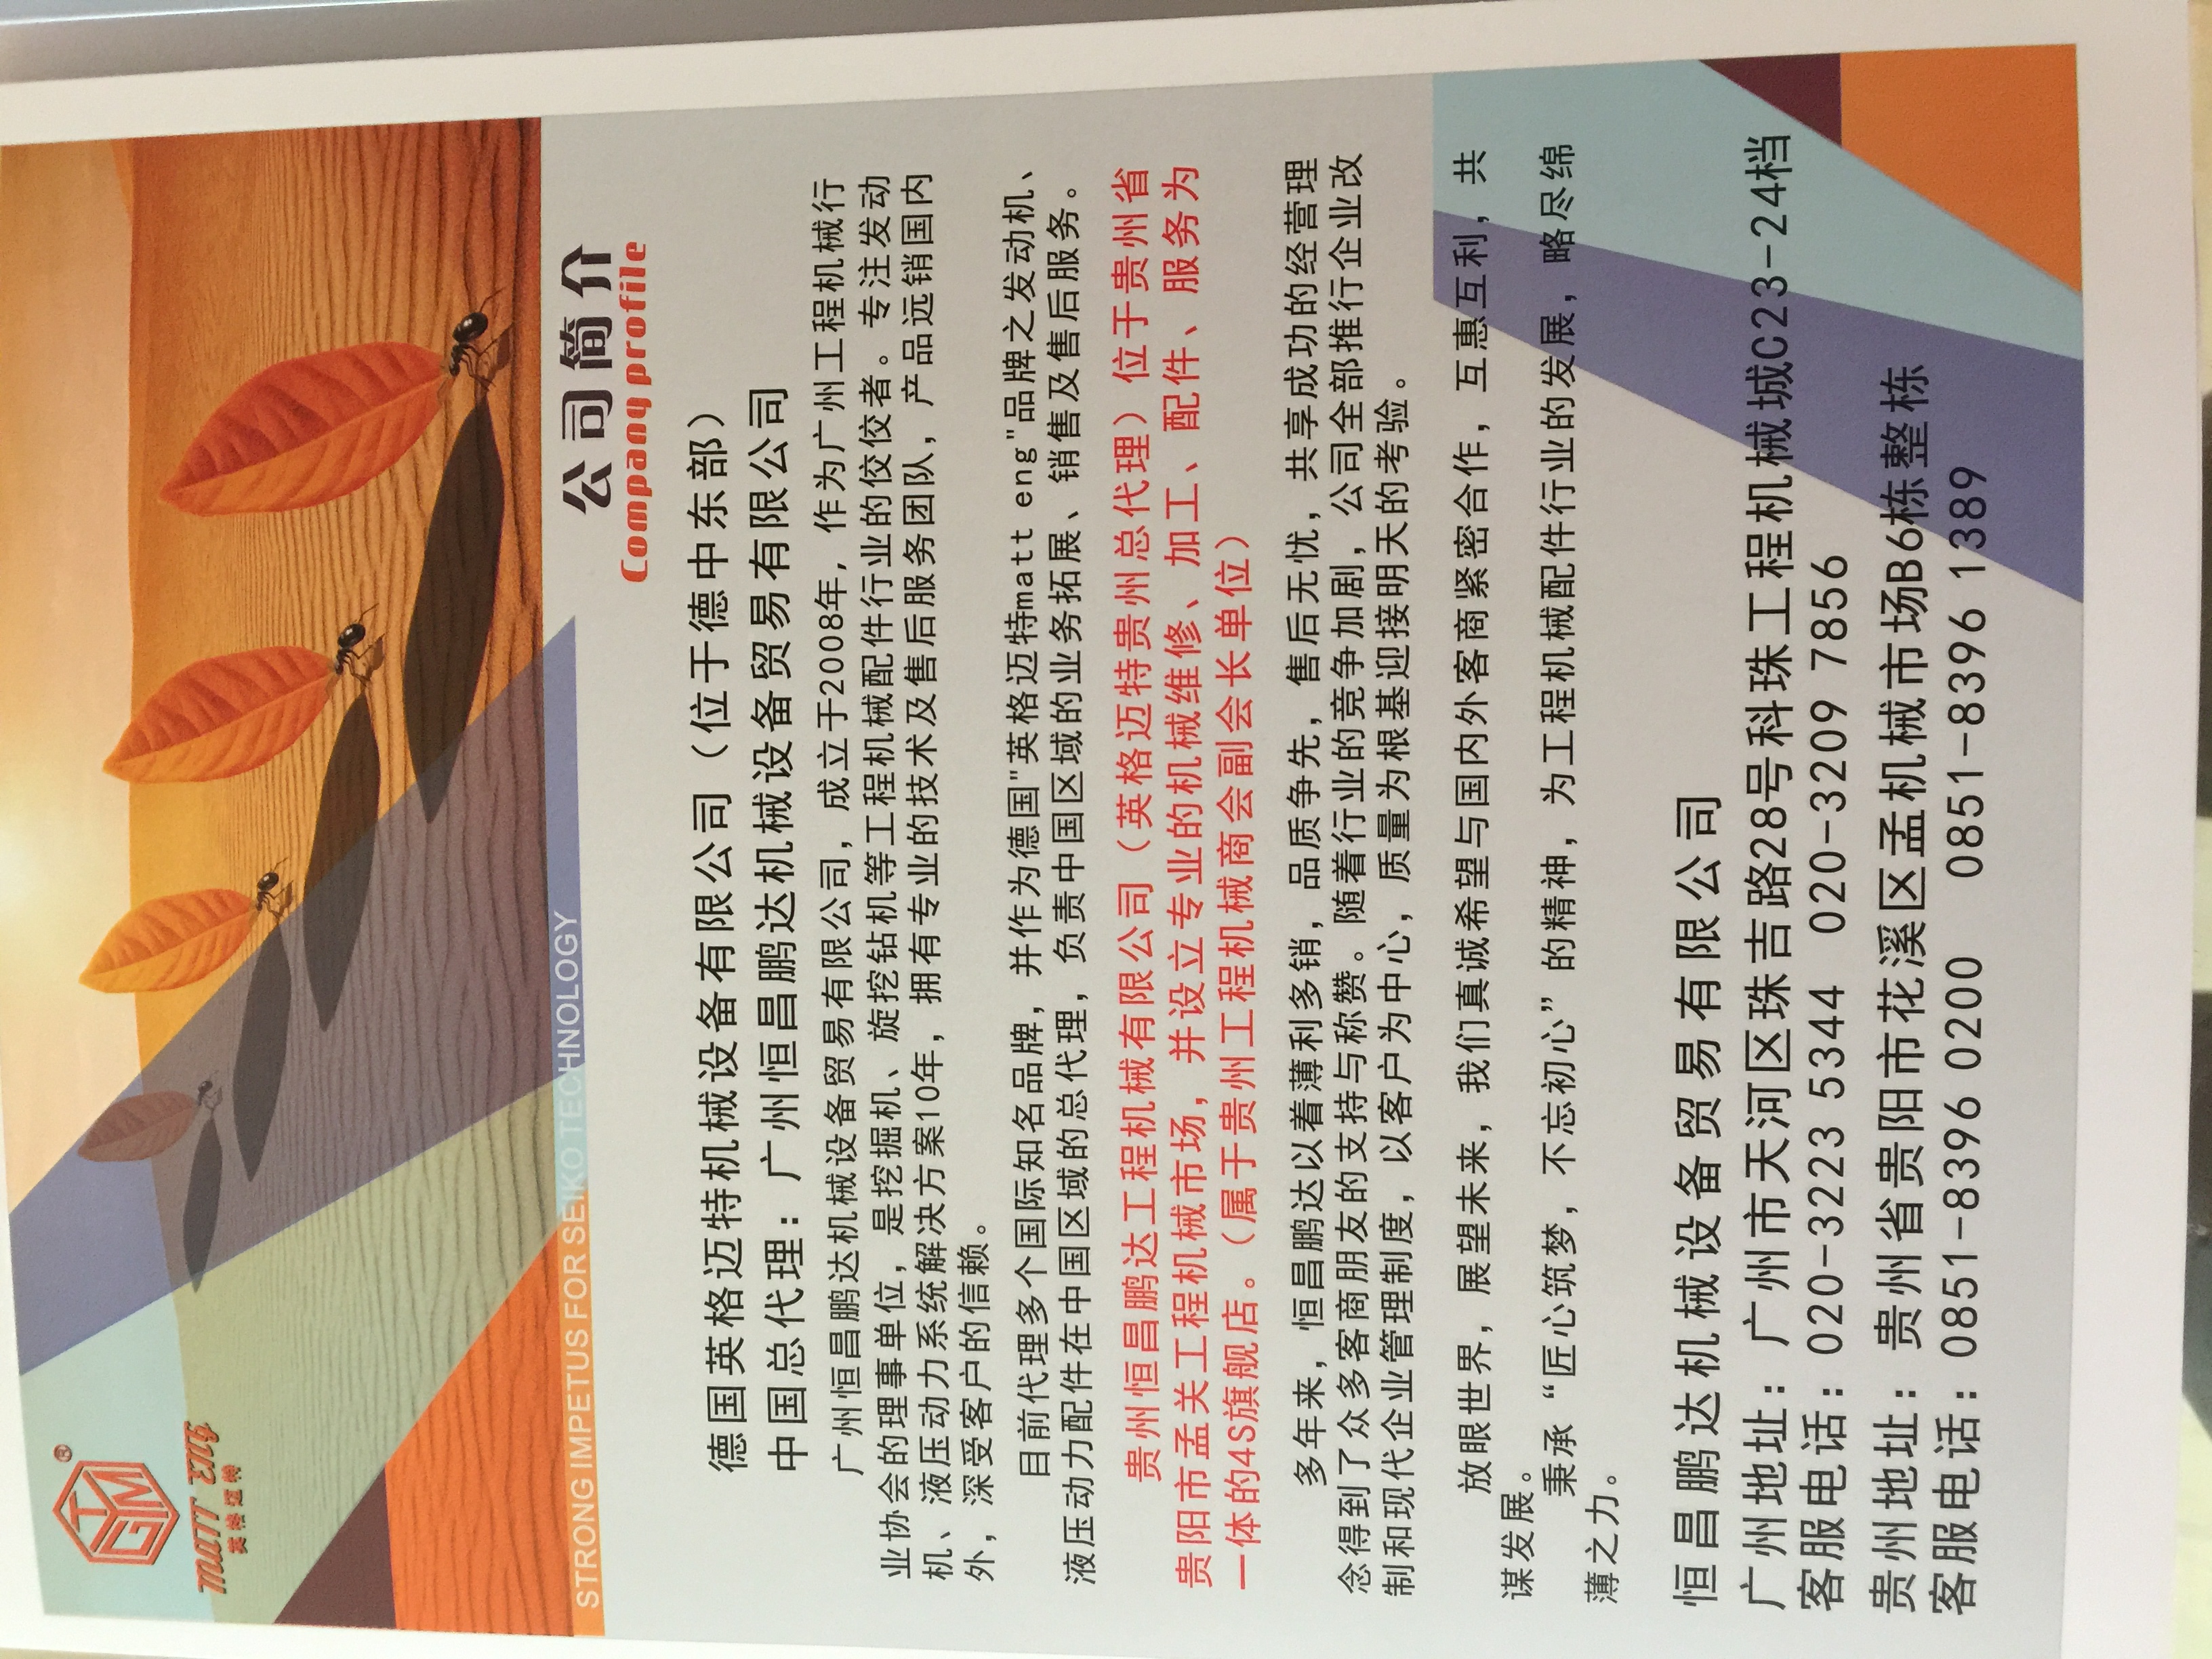 TGM®
MATT ENG
英格迈特
STRONG IMPETUS FOR SEIKO TECHNOLOGY
公司简介
Company profile
德国英格迈特机械设备有限公司（位于德中东部）
中国总代理：广州恒昌鹏达机械设备贸易有限公司
广州恒昌鹏达机械设备贸易有限公司，成立于2008年，作为广州工程机械行
业协会的理事单位，是挖掘机、旋挖钻机等工程机械配件行业的佼佼者。专注发动
机、液压动力系统解决方案10年，拥有专业的技术及售后服务团队，产品远销国内
外，深受客户的信赖。
目前代理多个国际知名品牌，并作为德国"英格迈特matt eng"品牌之发动机、
液压动力配件在中国区域的总代理，负责中国区域的业务拓展、销售及售后服务。
贵州恒昌鹏达工程机械有限公司（英格迈特贵州总代理）位于贵州省
贵阳市孟关工程机械市场，并设立专业的机械维修、加工、配件、服务为
一体的4S旗舰店。（属于贵州工程机械商会副会长单位）
多年来，恒昌鹏达以着薄利多销，品质争先，售后无忧，共享成功的经营理
念得到了众多客商朋友的支持与称赞。随着行业的竞争加剧，公司全部推行企业改
制和现代企业管理制度，以客户为中心，质量为根基迎接明天的考验。
放眼世界，展望未来，我们真诚希望与国内外客商紧密合作，互惠互利，共
谋发展。
秉承“匠心筑梦，不忘初心”的精神，为工程机械配件行业的发展，略尽绵
薄之力。
恒昌鹏达机械设备贸易有限公司
广州地址：广州市天河区珠吉路28号科珠工程机械城C23-24档
客服电话：020-3223 5344 020-3209 7856
贵州地址：贵州省贵阳市花溪区孟机械市场B6栋整栋
客服电话：0851-8396 0200 0851-8396 1389